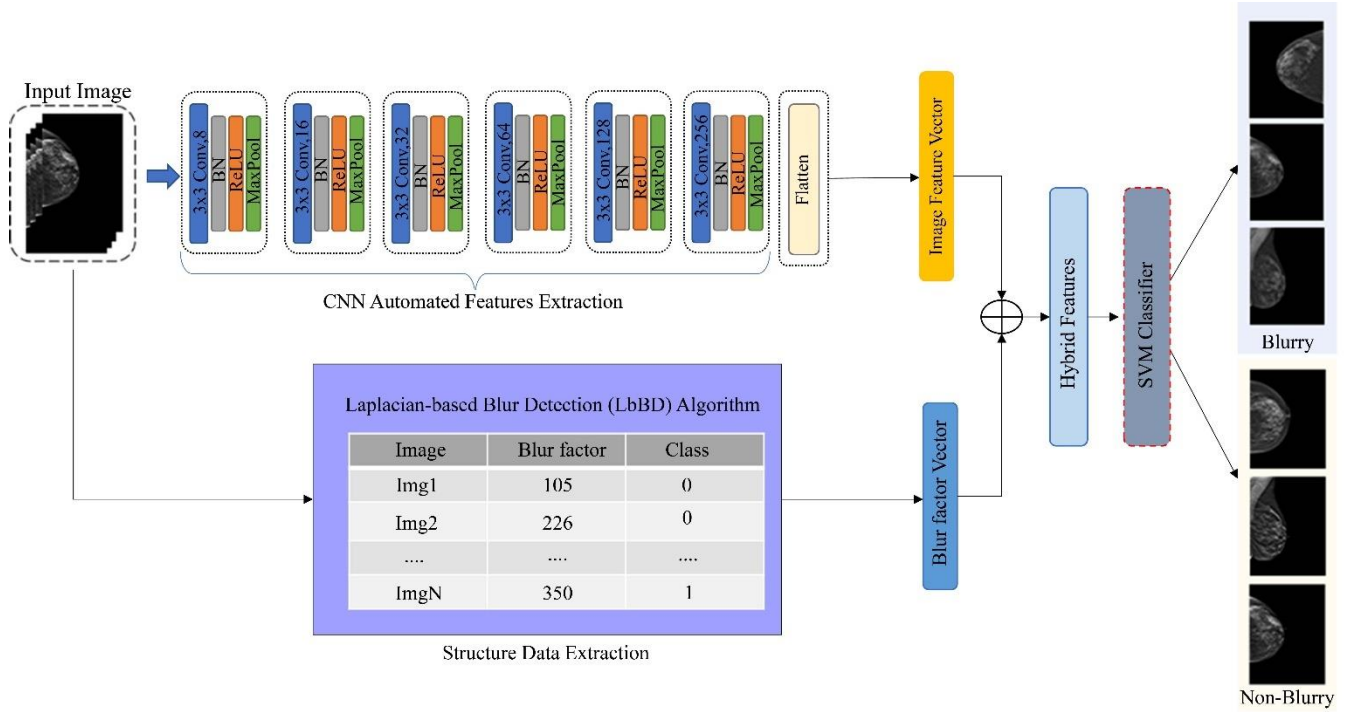 Input Image
3x3 Conv,8
BN
ReLU
MaxPool
3x3 Conv,16
BN
ReLU
MaxPool
3x3 Conv,32
BN
ReLU
MaxPool
3x3 Conv,64
BN
ReLU
MaxPool
3x3 Conv,128
BN
ReLU
MaxPool
3x3 Conv,256
BN
ReLU
MaxPool
Flatten
CNN Automated Features Extraction
Image Feature Vector
Laplacian-based Blur Detection (LbBD) Algorithm
Image Blur factor Class
Img1 105 0
Img2 226 0
.... .... ....
ImgN 350 1
Structure Data Extraction
Blur factor Vector
Hybrid Features
SVM Classifier
Blurry
Non-Blurry